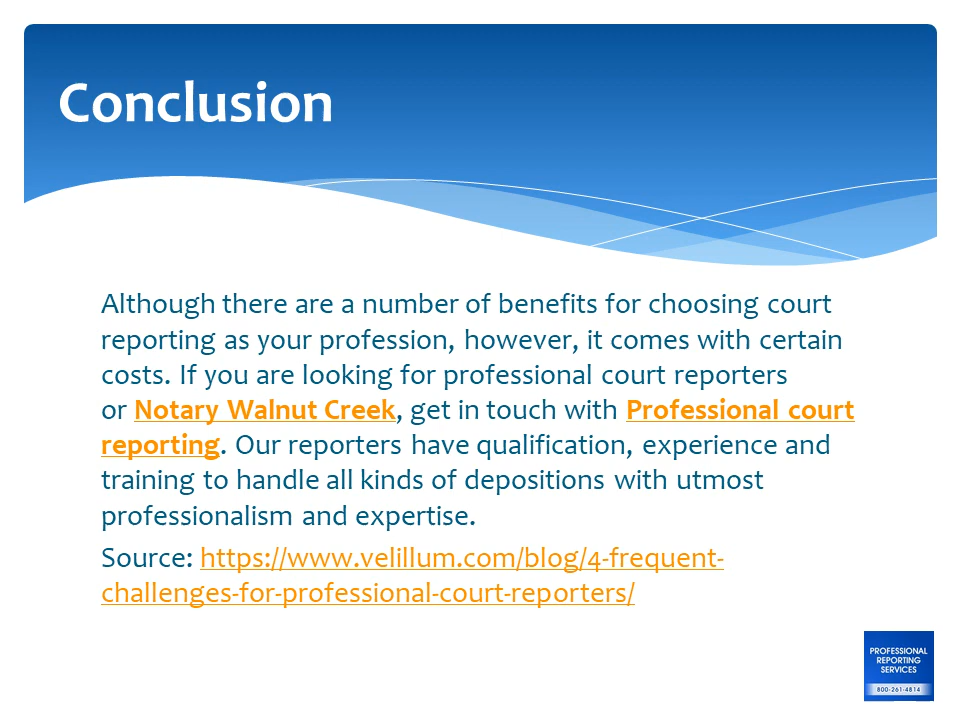 Conclusion
Although there are a number of benefits for choosing court
reporting as your profession, however, it comes with certain
costs. If you are looking for professional court reporters
or Notary Walnut Creek, get in touch with Professional court
reporting. Our reporters have qualification, experience and
training to handle all kinds of depositions with utmost
professionalism and expertise.
Source: https://www.velillum.com/blog/4-frequent-
challenges-for-professional-court-reporters/
PROFESSIONAL
REPORTING
SERVICES
800-261-4814